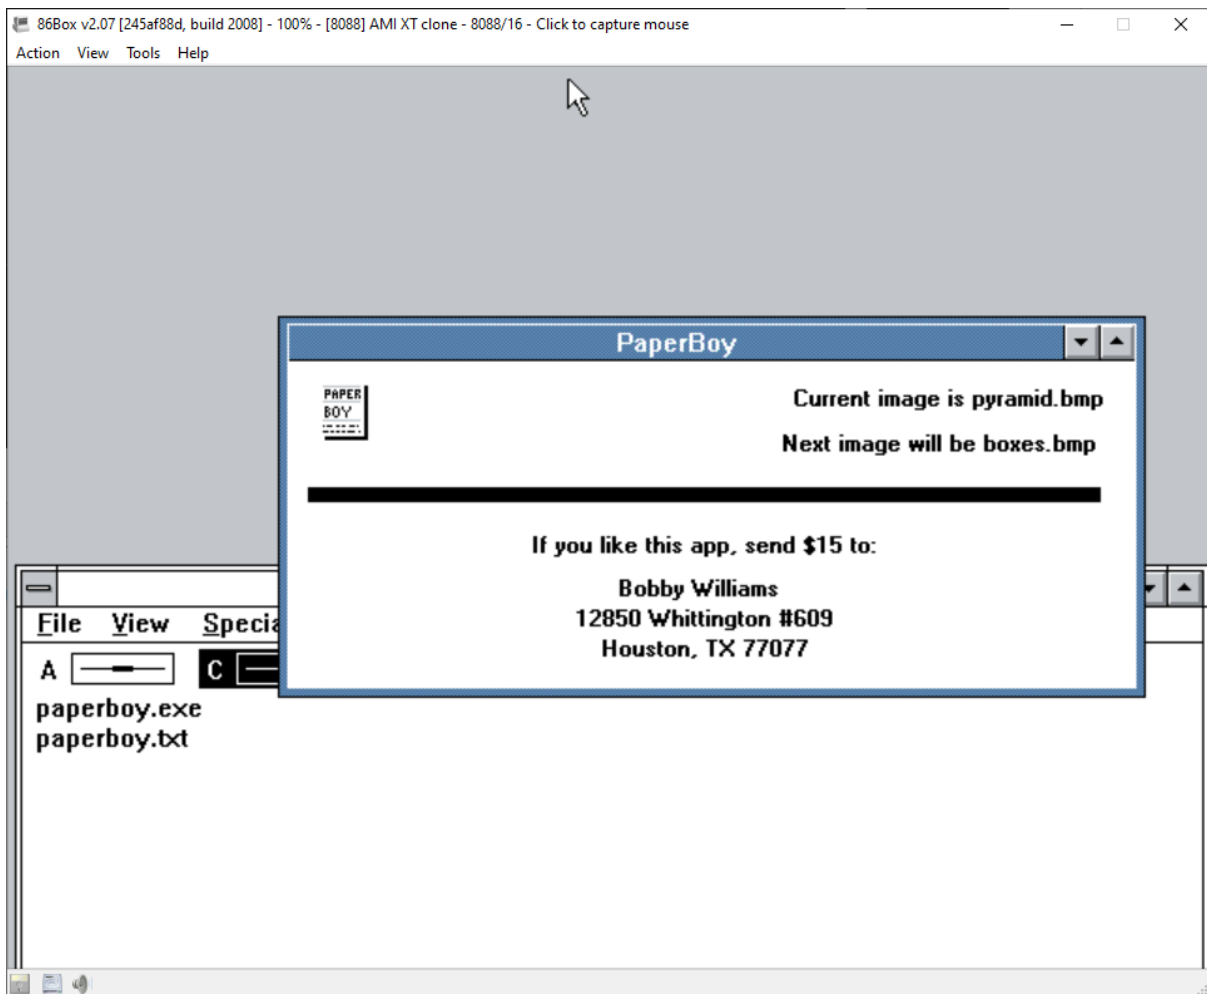 86Box v2.07 [245af88d, build 2008] - 100% - [8088] AMI XT clone - 8088/16 - Click to capture mouse
Action View Tools Help
PaperBoy
PAPER
BOY
Current image is pyramid.bmp
Next image will be boxes.bmp
If you like this app, send $15 to:
Bobby Williams
12850 Whittington #609
Houston, TX 77077
File View Specia
A C
paperboy.exe
paperboy.txt